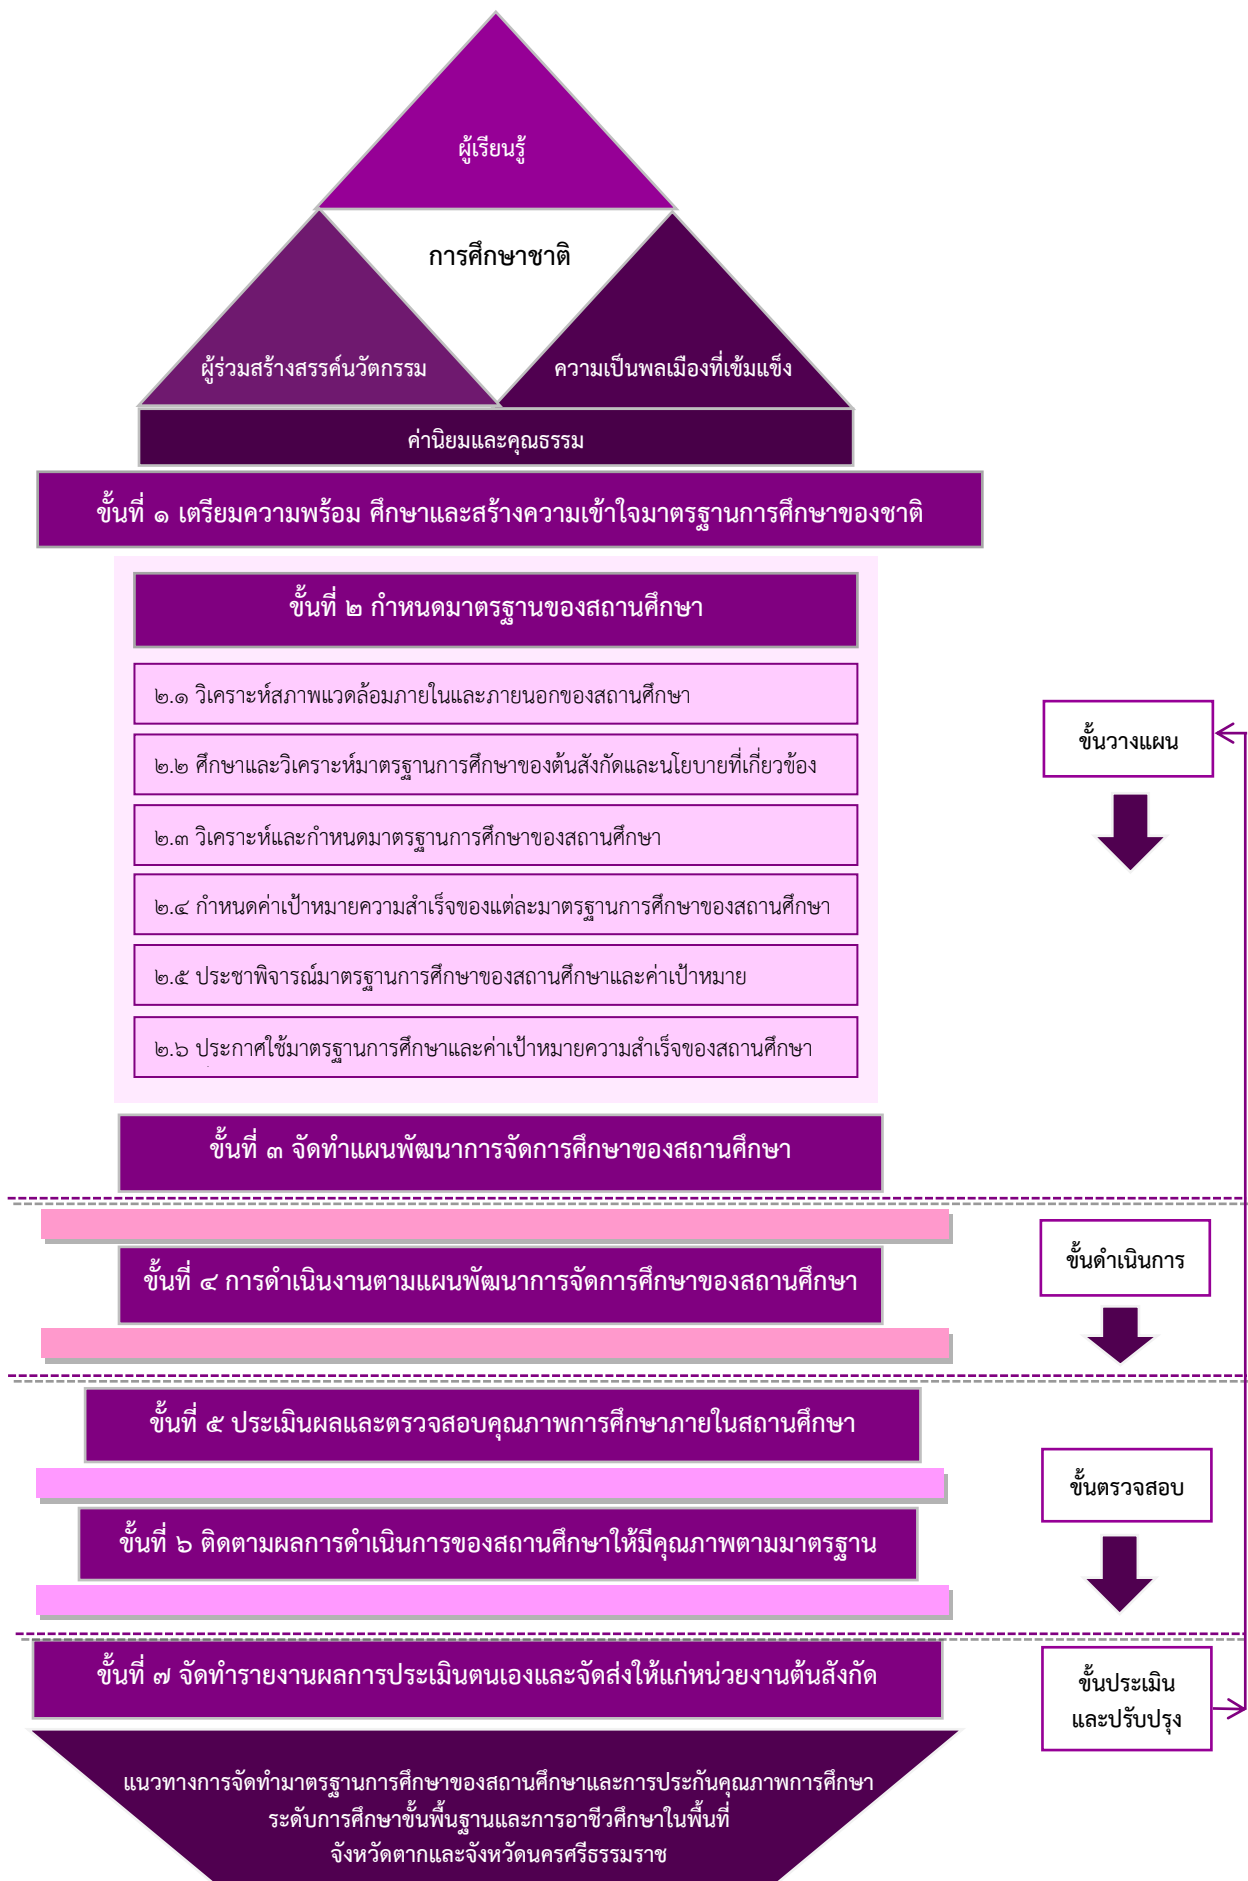 ผู้เรียนรู้
การศึกษาชาติ
ผู้ร่วมสร้างสรรค์นวัตกรรม
ความเป็นพลเมืองที่เข้มแข็ง
ค่านิยมและคุณธรรม
ขั้นที่ ๑ เตรียมความพร้อม ศึกษาและสร้างความเข้าใจมาตรฐานการศึกษาของชาติ
ขั้นที่ ๒ กำหนดมาตรฐานของสถานศึกษา
๒.๑ วิเคราะห์สภาพแวดล้อมภายในและภายนอกของสถานศึกษา
๒.๒ ศึกษาและวิเคราะห์มาตรฐานการศึกษาของต้นสังกัดและนโยบายที่เกี่ยวข้อง
๒.๓ วิเคราะห์และกำหนดมาตรฐานการศึกษาของสถานศึกษา
๒.๔ กำหนดค่าเป้าหมายความสำเร็จของแต่ละมาตรฐานการศึกษาของสถานศึกษา
๒.๕ ประชาพิจารณ์มาตรฐานการศึกษาของสถานศึกษาและค่าเป้าหมาย
๒.๖ ประกาศใช้มาตรฐานการศึกษาและค่าเป้าหมายความสำเร็จของสถานศึกษา
ขั้นที่ ๓ จัดทำแผนพัฒนาการจัดการศึกษาของสถานศึกษา
ขั้นวางแผน
ขั้นที่ ๔ การดำเนินงานตามแผนพัฒนาการจัดการศึกษาของสถานศึกษา
ขั้นดำเนินการ
ขั้นที่ ๕ ประเมินผลและตรวจสอบคุณภาพการศึกษาภายในสถานศึกษา
ขั้นที่ ๖ ติดตามผลการดำเนินการของสถานศึกษาให้มีคุณภาพตามมาตรฐาน
ขั้นตรวจสอบ
ขั้นที่ ๗ จัดทำรายงานผลการประเมินตนเองและจัดส่งให้แก่หน่วยงานต้นสังกัด
ขั้นประเมิน
และปรับปรุง
แนวทางการจัดทำมาตรฐานการศึกษาของสถานศึกษาและการประกันคุณภาพการศึกษา
ระดับการศึกษาขั้นพื้นฐานและการอาชีวศึกษาในพื้นที่
จังหวัดตากและจังหวัดนครศรีธรรมราช